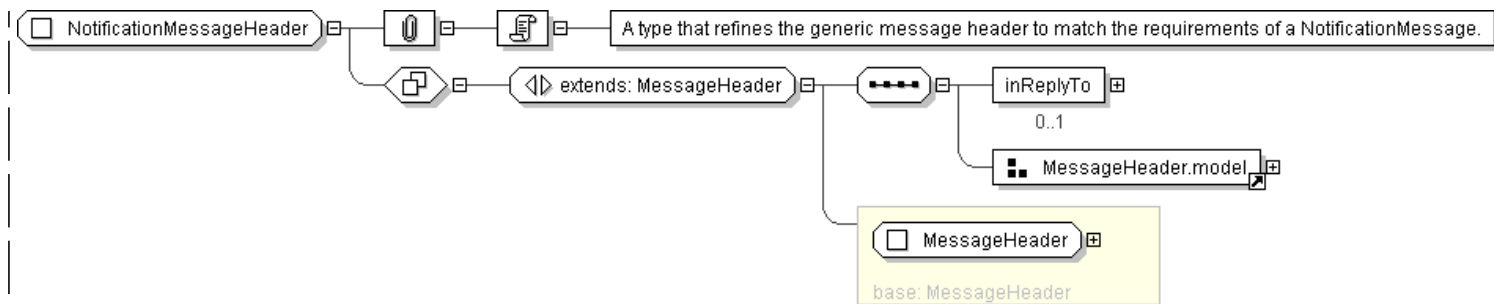 NotificationMessageHeader
A type that refines the generic message header to match the requirements of a NotificationMessage.
extends: MessageHeader
inReplyTo
0..1
MessageHeader.model
MessageHeader
base: MessageHeader